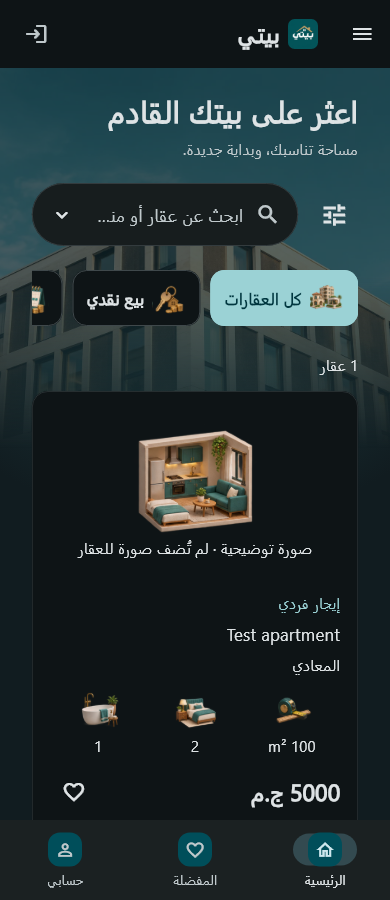 بيتي
بيتي
اعثر على بيتك القادم
مساحة تناسبك، وبداية جديدة.
ابحث عن عقار أو منـ...
كل العقارات
بيع نقدي
1 عقار
صورة توضيحية · لم تُضف صورة للعقار
إيجار فردي
Test apartment
المعادي
100 m²
2
1
5000 ج.م
الرئيسية
المفضلة
حسابي